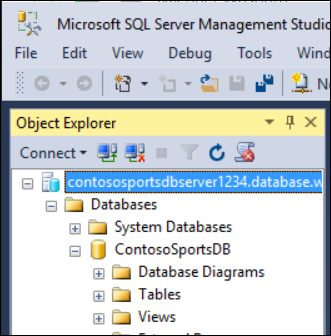 Microsoft SQL Server Management Studio
File Edit View Debug Tools Wind
Object Explorer
Connect
contososportsdbserver1234.database.w
Databases
System Databases
ContosoSportsDB
Database Diagrams
Tables
Views